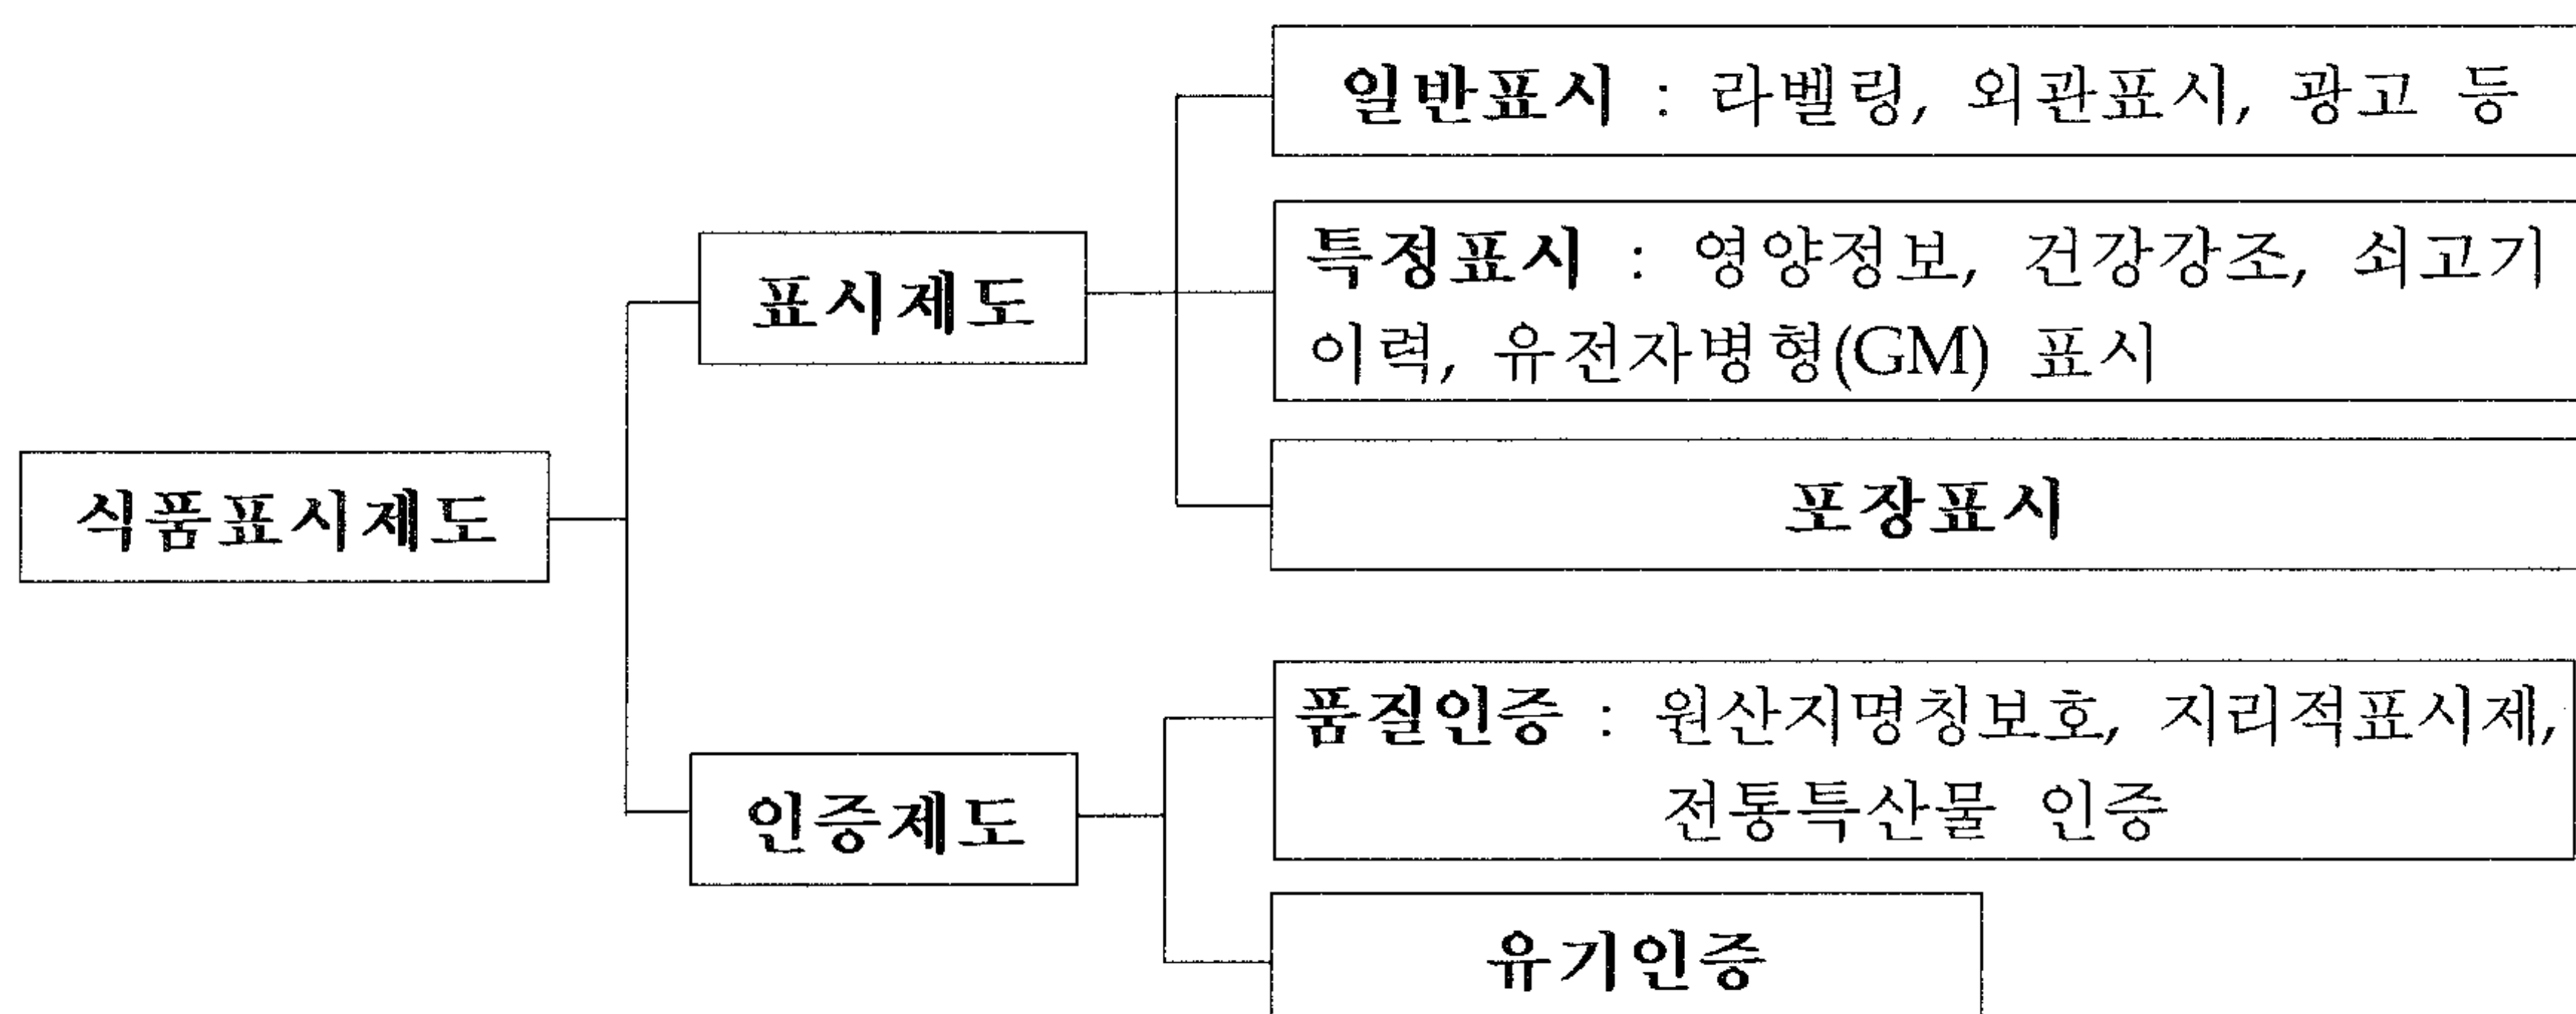 일반표시 : 라벨링, 외관표시, 광고 등
특정표시 : 영양정보, 건강강조, 쇠고기
이력, 유전자병형(GM) 표시
표시제도
포장표시
식품표시제도
품질인증 : 원산지명칭보호, 지리적표시제,
전통특산물 인증
인증제도
유기인증